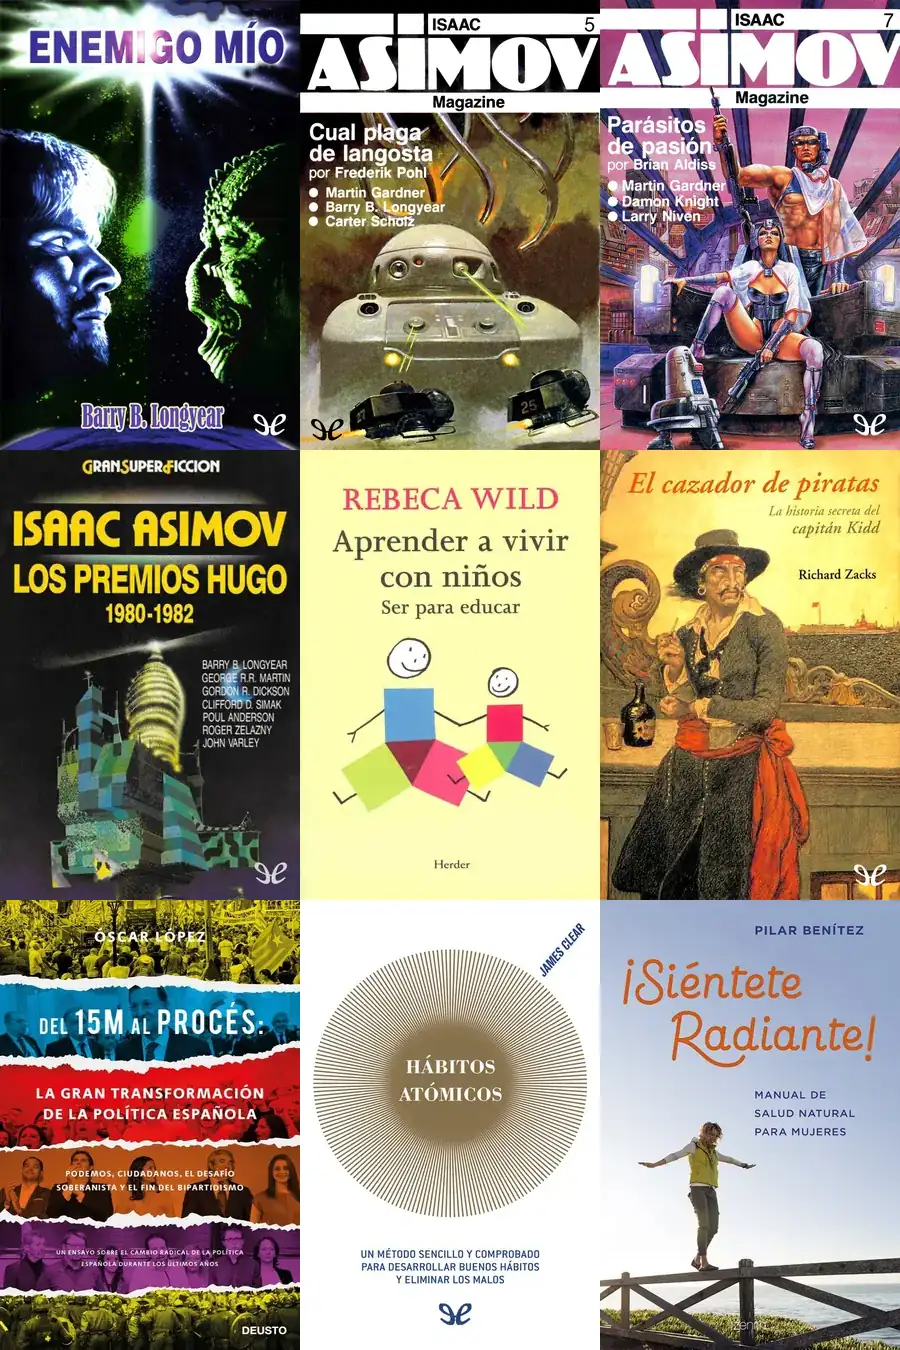 ENEMIGO MÍO
Barry B. Longyear
ISAAC
5
ASIMOV
Magazine
Cual plaga
de langosta
por Frederik Pohl
Martin Gardner
Barry B. Longyear
Carter Scholz
25
ISAAC
7
ASIMOV
Magazine
Parásitos
de pasión
por Brian Aldiss
Martin Gardner
Damon Knight
Larry Niven
GRANSUPERFICCION
ISAAC ASIMOV
LOS PREMIOS HUGO
1980-1982
BARRY B. LONGYEAR
GEORGE R.R. MARTIN
GORDON R. DICKSON
CLIFFORD D. SIMAK
POUL ANDERSON
ROGER ZELAZNY
JOHN VARLEY
REBECA WILD
Aprender a vivir
con niños
Ser para educar
Herder
El cazador de piratas
La historia secreta del
capitán Kidd
Richard Zacks
ÓSCAR LÓPEZ
DEL 15M AL PROCÉS:
LA GRAN TRANSFORMACIÓN
DE LA POLÍTICA ESPAÑOLA
PODEMOS, CIUDADANOS, EL DESAFÍO
SOBERANISTA Y EL FIN DEL BIPARTIDISMO
UN ENSAYO SOBRE EL CAMBIO RADICAL DE LA POLÍTICA
ESPAÑOLA DURANTE LOS ÚLTIMOS AÑOS
DEUSTO
JAMES CLEAR
HÁBITOS
ATÓMICOS
UN MÉTODO SENCILLO Y COMPROBADO
PARA DESARROLLAR BUENOS HÁBITOS
Y ELIMINAR LOS MALOS
PILAR BENÍTEZ
¡Siéntete
Radiante!
MANUAL DE
SALUD NATURAL
PARA MUJERES
zenith